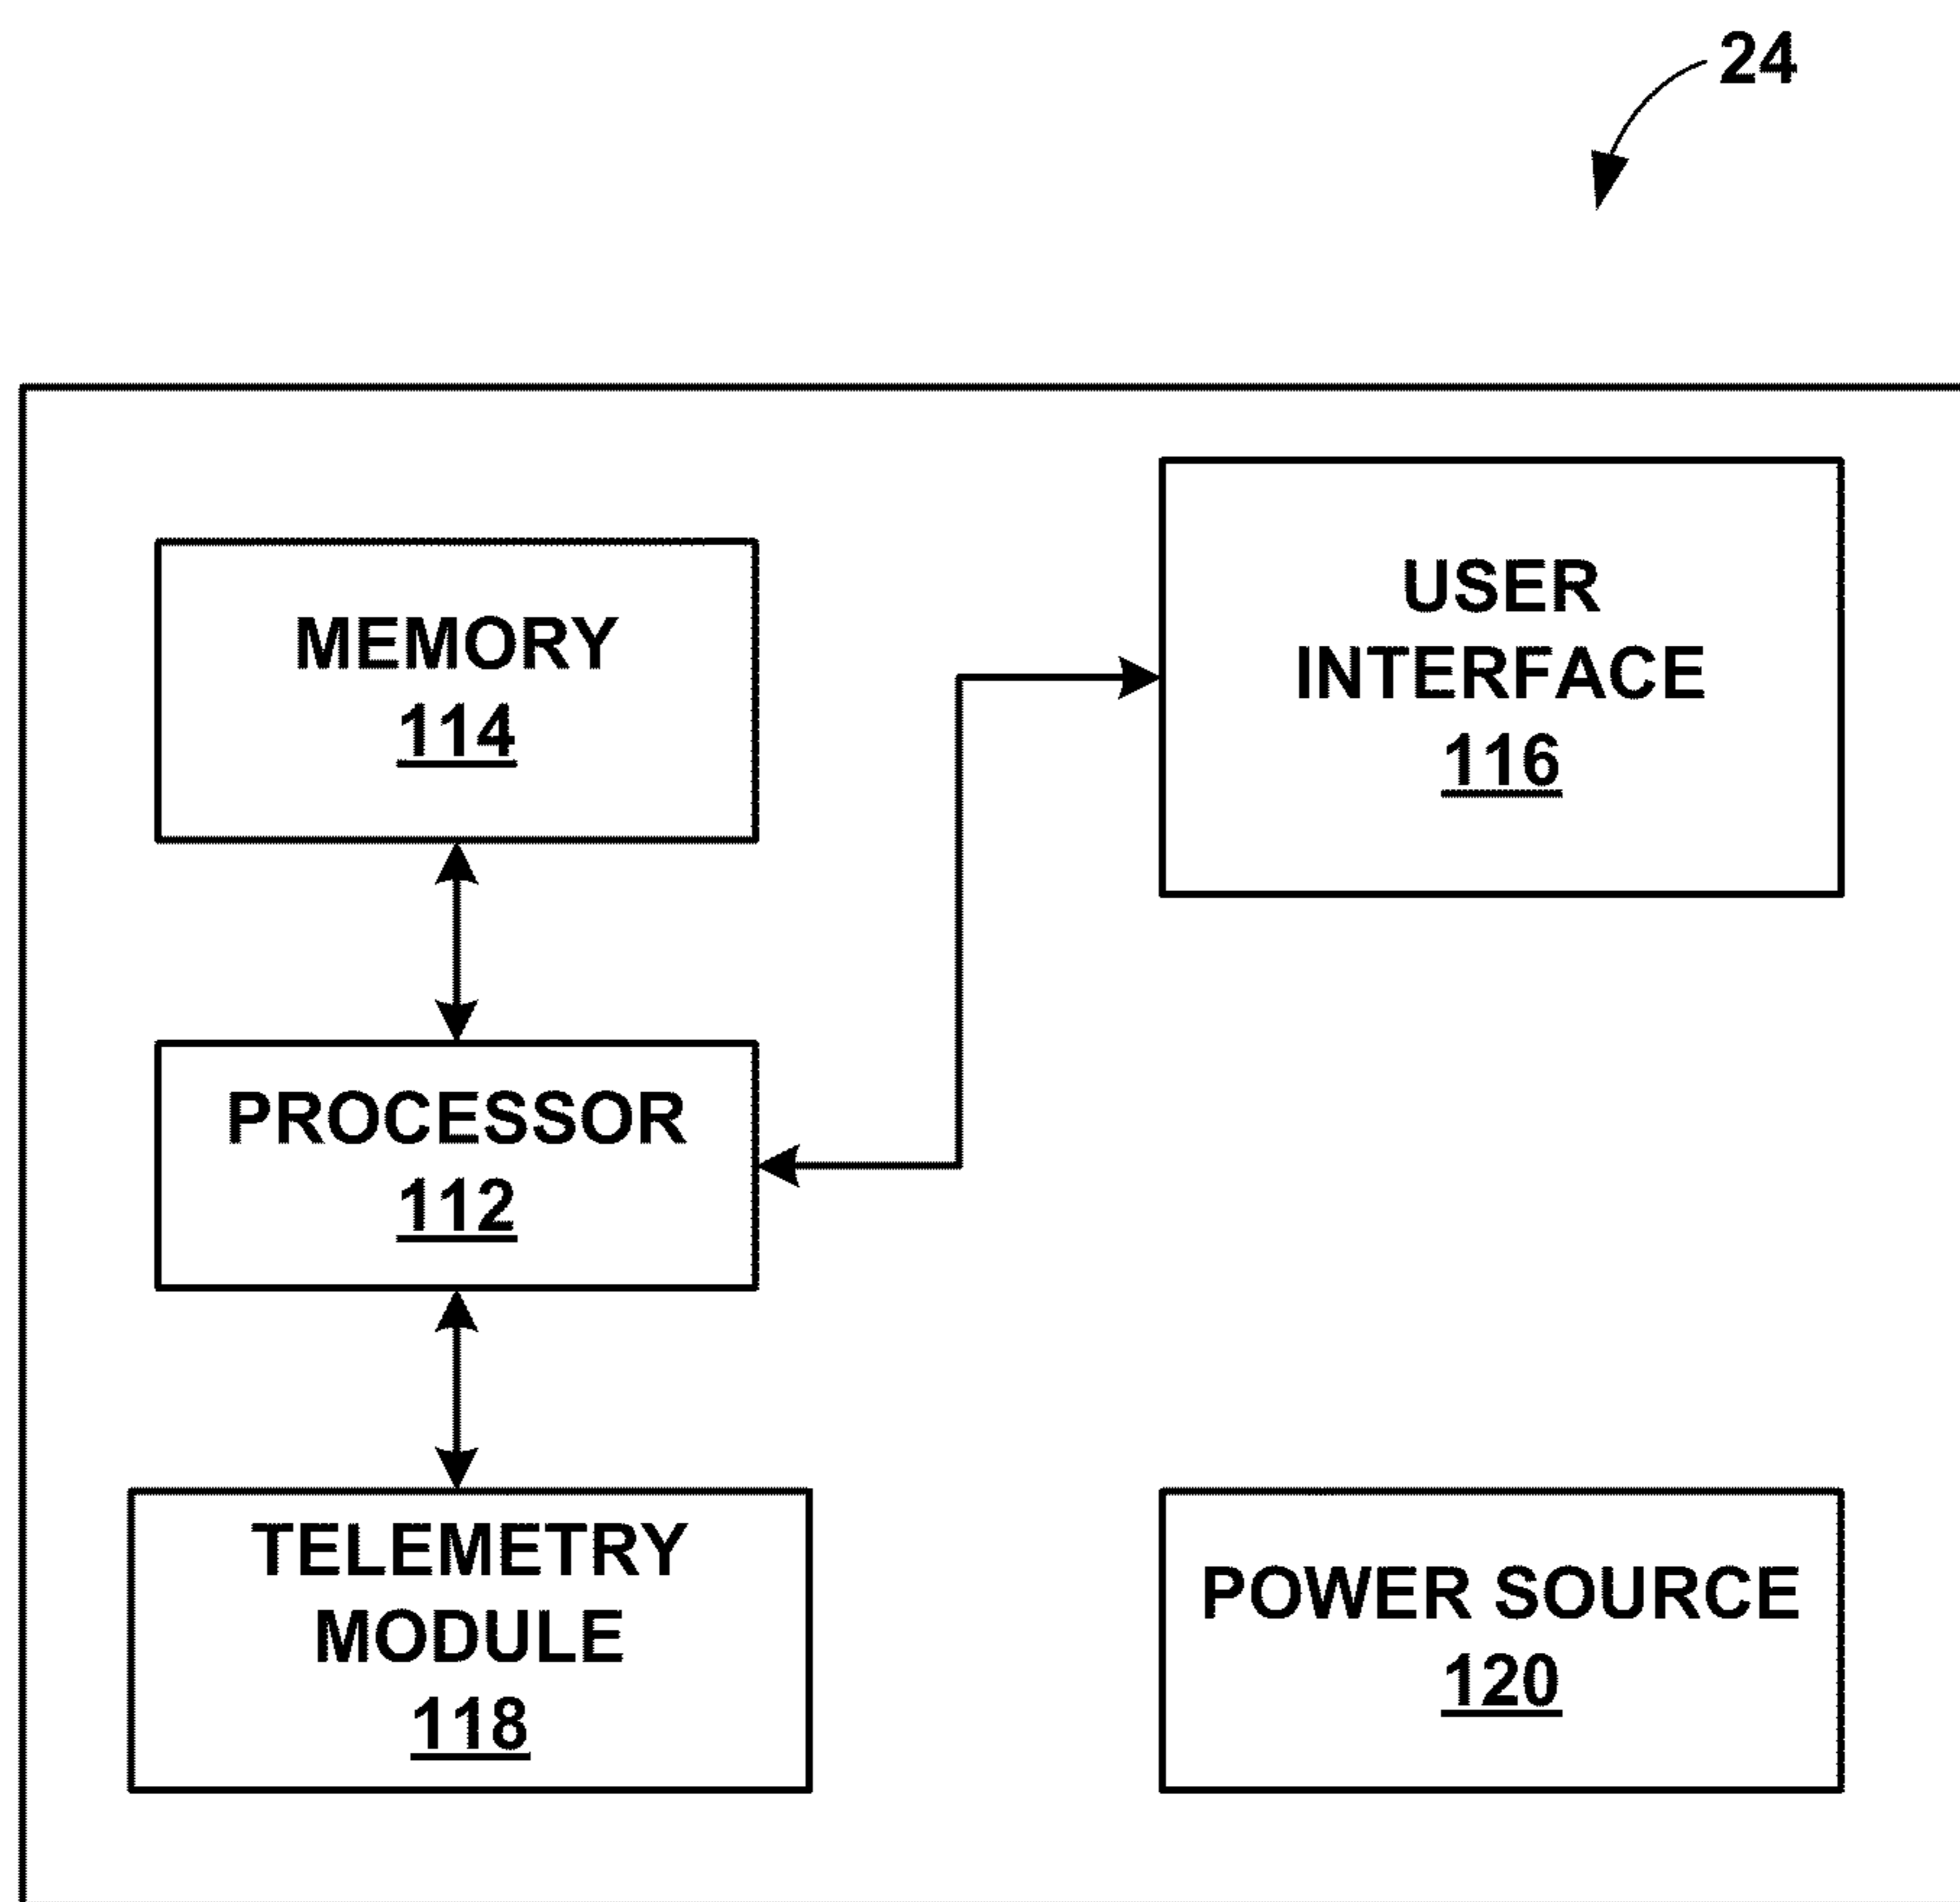 24
MEMORY
114
USER
INTERFACE
116
PROCESSOR
112
TELEMETRY
MODULE
118
POWER SOURCE
120